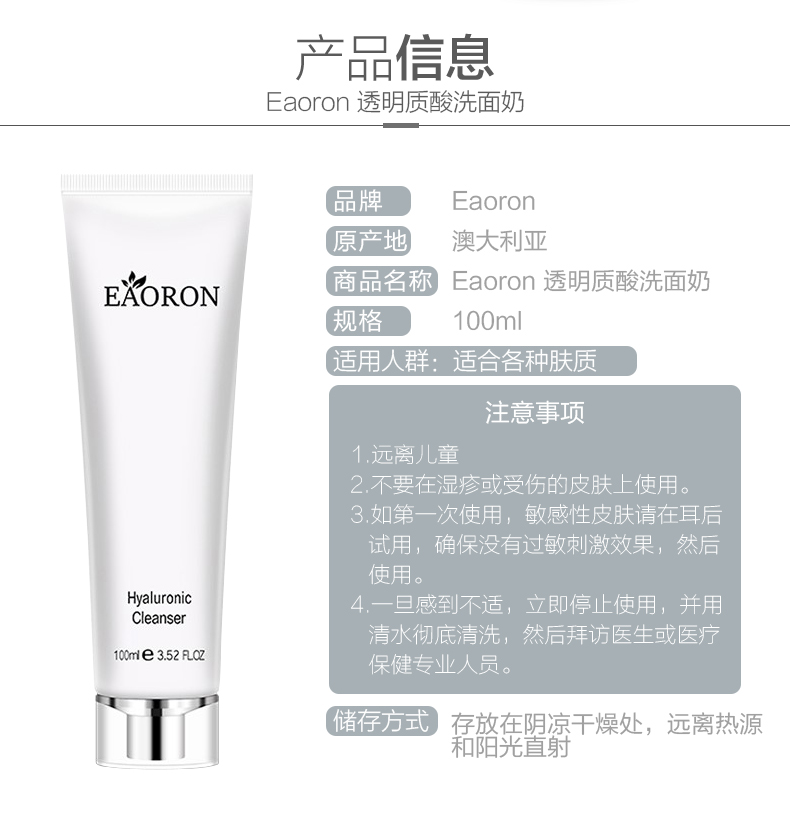 产品信息
Eaoron 透明质酸洗面奶
EAORON
Hyaluronic
Cleanser
100ml e 3.52 FL.OZ
品牌 Eaoron
原产地 澳大利亚
商品名称 Eaoron 透明质酸洗面奶
规格 100ml
适用人群：适合各种肤质
注意事项
1.远离儿童
2.不要在湿疹或受伤的皮肤上使用。
3.如第一次使用，敏感性皮肤请在耳后
试用，确保没有过敏刺激效果，然后
使用。
4.一旦感到不适，立即停止使用，并用
清水彻底清洗，然后拜访医生或医疗
保健专业人员。
储存方式 存放在阴凉干燥处，远离热源
和阳光直射